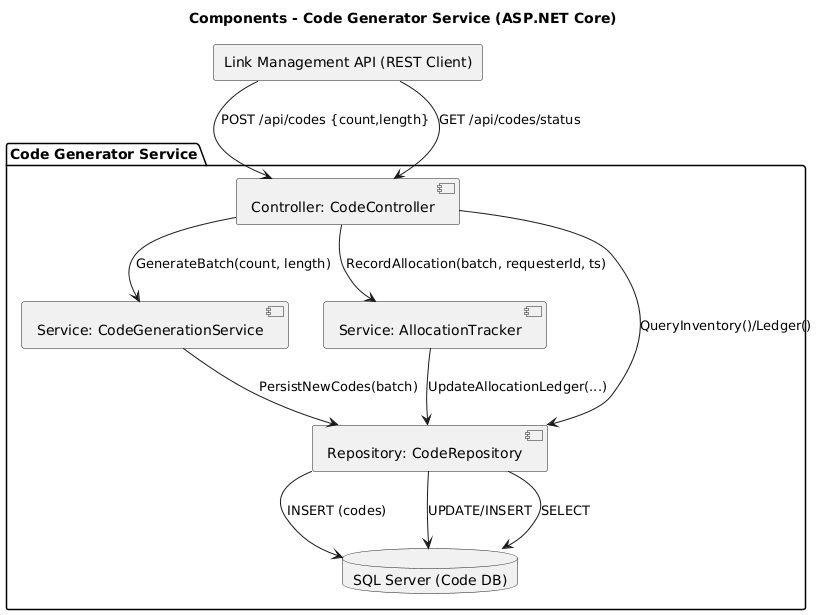 Components - Code Generator Service (ASP.NET Core)
Link Management API (REST Client)
POST /api/codes {count,length}
GET /api/codes/status
Code Generator Service
Controller: CodeController
GenerateBatch(count, length)
RecordAllocation(batch, requesterId, ts)
QueryInventory()/Ledger()
Service: CodeGenerationService
Service: AllocationTracker
PersistNewCodes(batch)
UpdateAllocationLedger(...)
Repository: CodeRepository
INSERT (codes)
UPDATE/INSERT
SELECT
SQL Server (Code DB)